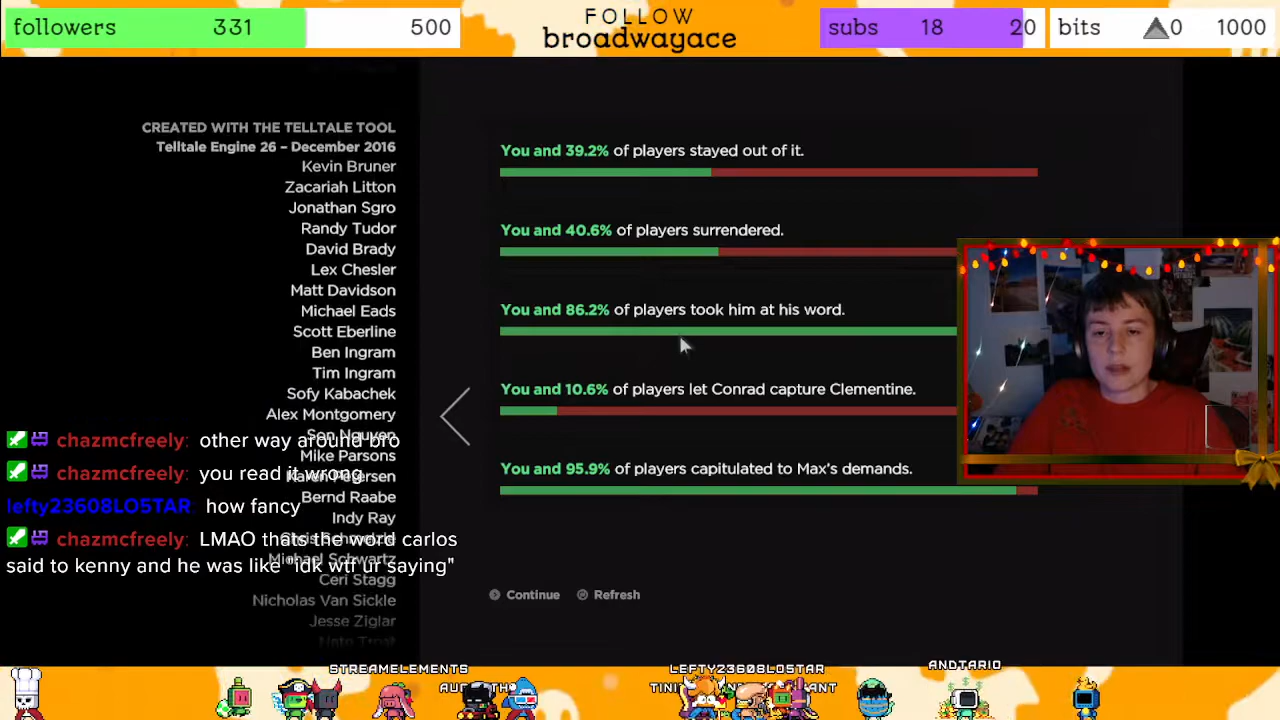 followers 331 500
FOLLOW
broadwayace
subs 18 20
bits 0 1000
CREATED WITH THE TELLTALE TOOL
Telltale Engine 26 – December 2016
Kevin Bruner
Zacariah Litton
Jonathan Sgro
Randy Tudor
David Brady
Lex Chesler
Matt Davidson
Michael Eads
Scott Eberline
Ben Ingram
Tim Ingram
Sofy Kabachek
Alex Montgomery
Mike Parsons
Bernd Raabe
Indy Ray
Michael Schwartz
Ceri Stagg
Nicholas Van Sickle
Jesse Ziglar
chazmcfreely: other way around bro
chazmcfreely: you read it wrong
lefty23608LO5TAR how fancy
chazmcfreely: LMAO thats the word carlos
said to kenny and he was like "idk wtf ur saying"
You and 39.2% of players stayed out of it.
You and 40.6% of players surrendered.
You and 86.2% of players took him at his word.
You and 10.6% of players let Conrad capture Clementine.
You and 95.9% of players capitulated to Max's demands.
Continue Refresh
STREAMELEMENTS
LEFTY23608LO5TAR
ANDTARIO